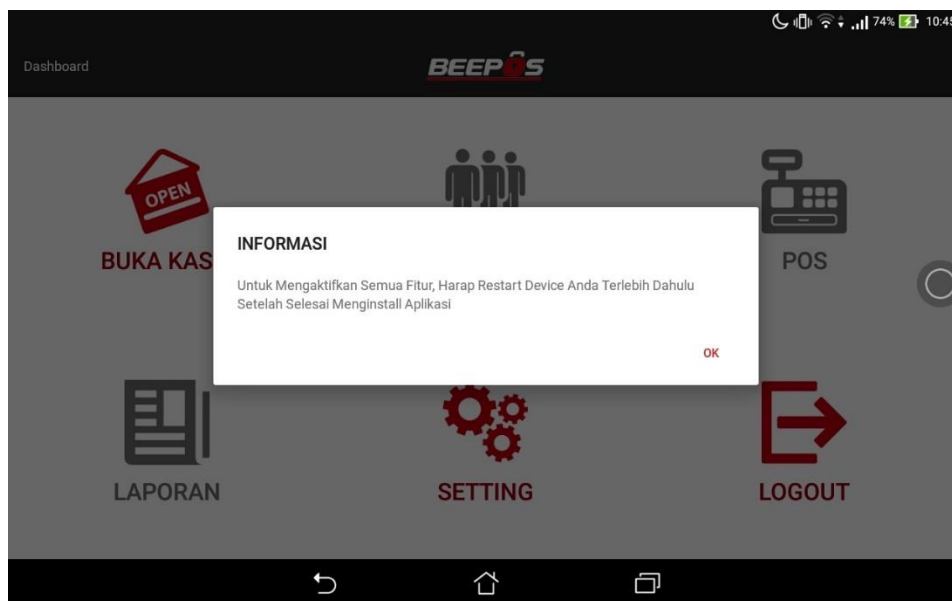 74% 10:45
Dashboard
BEEPOS
OPEN
BUKA KAS
POS
INFORMASI
Untuk Mengaktifkan Semua Fitur, Harap Restart Device Anda Terlebih Dahulu
Setelah Selesai Menginstall Aplikasi
OK
LAPORAN
SETTING
LOGOUT